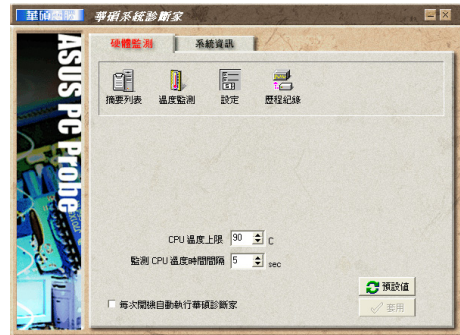 華碩電腦 華碩系統診斷家
ASUS PC Probe
硬體監測 系統資訊
摘要列表 溫度監測 設定 歷程紀錄
CPU 溫度上限 90 C
監測 CPU 溫度時間間隔 5 sec
預設值
套用
每次開機自動執行華碩診斷家